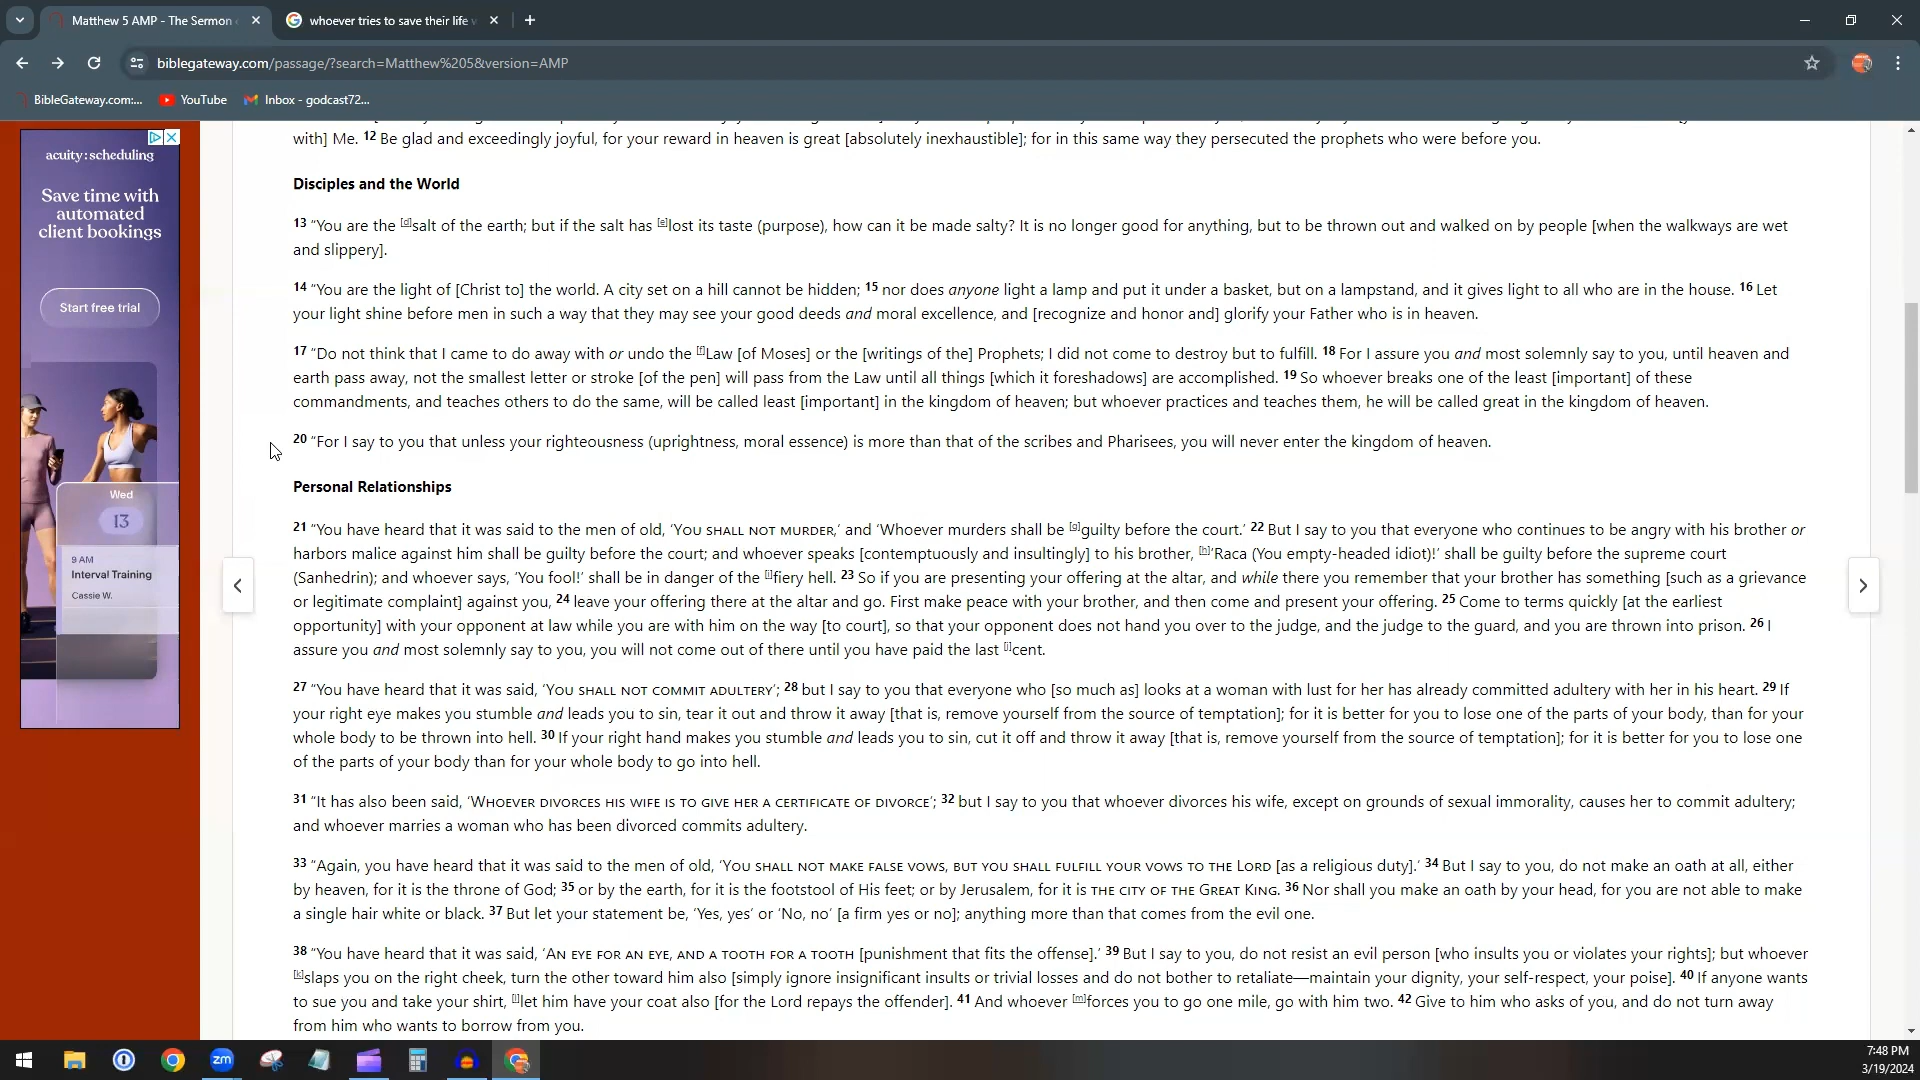 Matthew 5 AMP - The Sermon
whoever tries to save their life
biblegateway.com/passage/?search=Matthew%205&version=AMP
BibleGateway.com:... YouTube Inbox - godcast72...
with] Me. 12 Be glad and exceedingly joyful, for your reward in heaven is great [absolutely inexhaustible]; for in this same way they persecuted the prophets who were before you.
Disciples and the World
13 “You are the [d]salt of the earth; but if the salt has [e]lost its taste (purpose), how can it be made salty? It is no longer good for anything, but to be thrown out and walked on by people [when the walkways are wet
and slippery].
14 “You are the light of [Christ to] the world. A city set on a hill cannot be hidden; 15 nor does anyone light a lamp and put it under a basket, but on a lampstand, and it gives light to all who are in the house. 16 Let
your light shine before men in such a way that they may see your good deeds and moral excellence, and [recognize and honor and] glorify your Father who is in heaven.
17 “Do not think that I came to do away with or undo the [f]Law [of Moses] or the [writings of the] Prophets; I did not come to destroy but to fulfill. 18 For I assure you and most solemnly say to you, until heaven and
earth pass away, not the smallest letter or stroke [of the pen] will pass from the Law until all things [which it foreshadows] are accomplished. 19 So whoever breaks one of the least [important] of these
commandments, and teaches others to do the same, will be called least [important] in the kingdom of heaven; but whoever practices and teaches them, he will be called great in the kingdom of heaven.
20 “For I say to you that unless your righteousness (uprightness, moral essence) is more than that of the scribes and Pharisees, you will never enter the kingdom of heaven.
Personal Relationships
21 “You have heard that it was said to the men of old, ‘YOU SHALL NOT MURDER,’ and ‘Whoever murders shall be [g]guilty before the court.’ 22 But I say to you that everyone who continues to be angry with his brother or
harbors malice against him shall be guilty before the court; and whoever speaks [contemptuously and insultingly] to his brother, [h]‘Raca (You empty-headed idiot)!’ shall be guilty before the supreme court
(Sanhedrin); and whoever says, ‘You fool!’ shall be in danger of the [i]fiery hell. 23 So if you are presenting your offering at the altar, and while there you remember that your brother has something [such as a grievance
or legitimate complaint] against you, 24 leave your offering there at the altar and go. First make peace with your brother, and then come and present your offering. 25 Come to terms quickly [at the earliest
opportunity] with your opponent at law while you are with him on the way [to court], so that your opponent does not hand you over to the judge, and the judge to the guard, and you are thrown into prison. 26 I
assure you and most solemnly say to you, you will not come out of there until you have paid the last [j]cent.
27 “You have heard that it was said, ‘YOU SHALL NOT COMMIT ADULTERY’; 28 but I say to you that everyone who [so much as] looks at a woman with lust for her has already committed adultery with her in his heart. 29 If
your right eye makes you stumble and leads you to sin, tear it out and throw it away [that is, remove yourself from the source of temptation]; for it is better for you to lose one of the parts of your body, than for your
whole body to be thrown into hell. 30 If your right hand makes you stumble and leads you to sin, cut it off and throw it away [that is, remove yourself from the source of temptation]; for it is better for you to lose one
of the parts of your body than for your whole body to go into hell.
31 “It has also been said, ‘WHOEVER DIVORCES HIS WIFE IS TO GIVE HER A CERTIFICATE OF DIVORCE’; 32 but I say to you that whoever divorces his wife, except on grounds of sexual immorality, causes her to commit adultery;
and whoever marries a woman who has been divorced commits adultery.
33 “Again, you have heard that it was said to the men of old, ‘YOU SHALL NOT MAKE FALSE VOWS, BUT YOU SHALL FULFILL YOUR VOWS TO THE LORD [as a religious duty].’ 34 But I say to you, do not make an oath at all, either
by heaven, for it is the throne of God; 35 or by the earth, for it is the footstool of His feet; or by Jerusalem, for it is THE CITY OF THE GREAT KING. 36 Nor shall you make an oath by your head, for you are not able to make
a single hair white or black. 37 But let your statement be, ‘Yes, yes’ or ‘No, no’ [a firm yes or no]; anything more than that comes from the evil one.
38 “You have heard that it was said, ‘AN EYE FOR AN EYE, AND A TOOTH FOR A TOOTH [punishment that fits the offense].’ 39 But I say to you, do not resist an evil person [who insults you or violates your rights]; but whoever
[k]slaps you on the right cheek, turn the other toward him also [simply ignore insignificant insults or trivial losses and do not bother to retaliate—maintain your dignity, your self-respect, your poise]. 40 If anyone wants
to sue you and take your shirt, [l]let him have your coat also [for the Lord repays the offender]. 41 And whoever [m]forces you to go one mile, go with him two. 42 Give to him who asks of you, and do not turn away
from him who wants to borrow from you.
acuity:scheduling
Save time with
automated
client bookings
Start free trial
Wed
13
9 AM
Interval Training
Cassie W.
zm
7:48 PM
3/19/2024